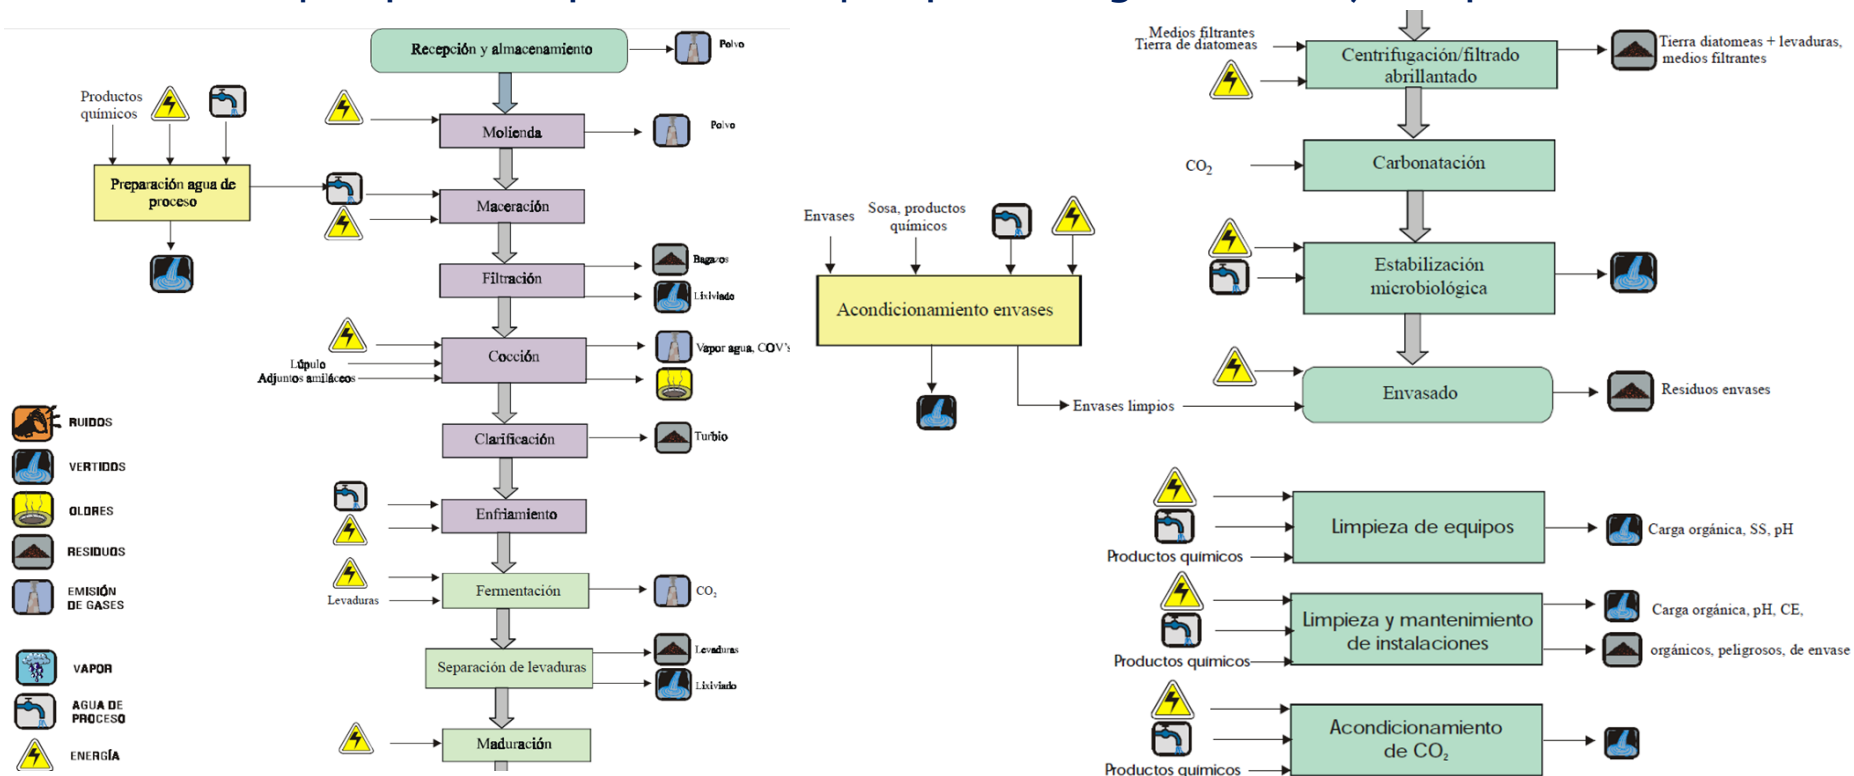 Recepción y almacenamiento
Polvo
Molienda
Polvo
Productos
químicos
Preparación agua de
proceso
Maceración
Filtración
Bagazos
Lixiviado
Cocción
Lúpulo
Adjuntos amiláceos
Vapor agua, COV's
Clarificación
Turbio
Enfriamiento
Fermentación
Levaduras
CO₂
Separación de levaduras
Levaduras
Lixiviado
Maduración
RUIDOS
VERTIDOS
OLORES
RESIDUOS
EMISIÓN
DE GASES
VAPOR
AGUA DE
PROCESO
ENERGÍA
Medios filtrantes
Tierra de diatomeas
Centrifugación/filtrado
abrillantado
Tierra diatomeas + levaduras,
medios filtrantes
CO₂
Carbonatación
Estabilización
microbiológica
Envases
Sosa, productos
químicos
Acondicionamiento envases
Envases limpios
Envasado
Residuos envases
Limpieza de equipos
Productos químicos
Carga orgánica, SS, pH
Limpieza y mantenimiento
de instalaciones
Productos químicos
Carga orgánica, pH, CE,
orgánicos, peligrosos, de envase
Acondicionamiento
de CO₂
Productos químicos